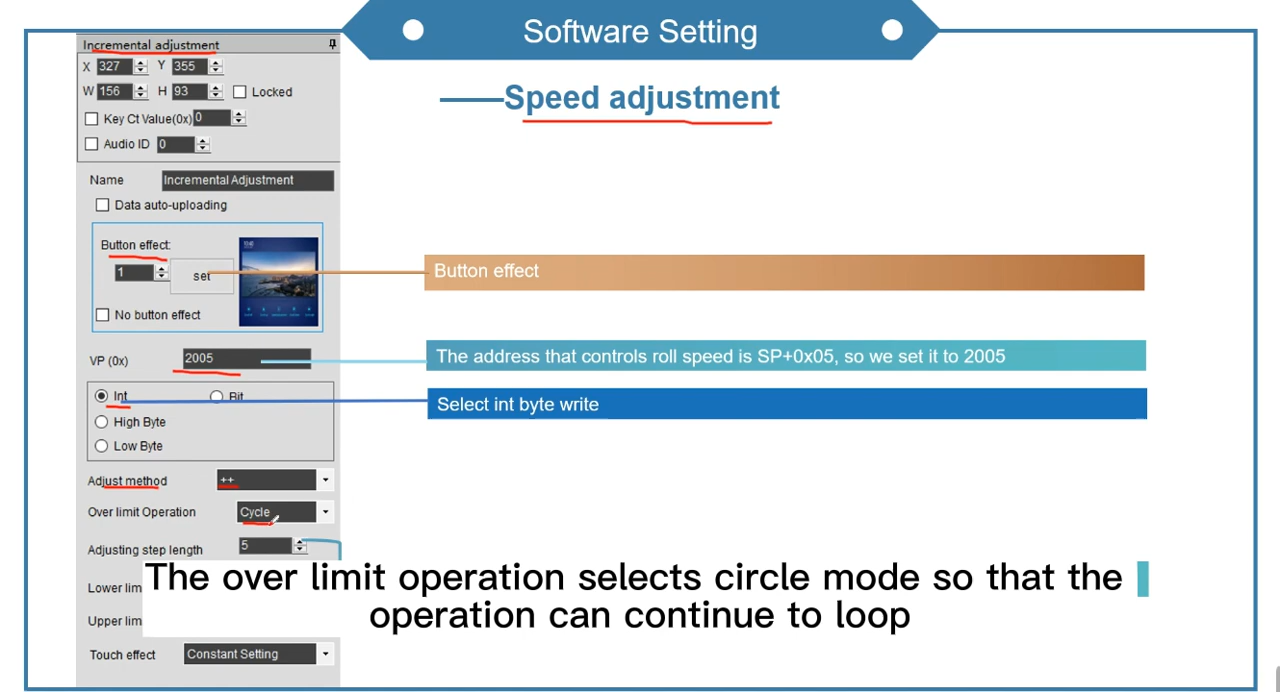 Software Setting
Incremental adjustment
X 327 Y 355
W 156 H 93 Locked
Key Ct Value(0x) 0
Audio ID 0
Speed adjustment
Name Incremental Adjustment
Data auto-uploading
Button effect:
1 set
No button effect
Button effect
VP (0x) 2005
The address that controls roll speed is SP+0x05, so we set it to 2005
Int Bit
Select int byte write
High Byte
Low Byte
Adjust method ++
Over limit Operation Cycle
Adjusting step length 5
Lower lim
Upper lim
The over limit operation selects circle mode so that the
operation can continue to loop
Touch effect Constant Setting